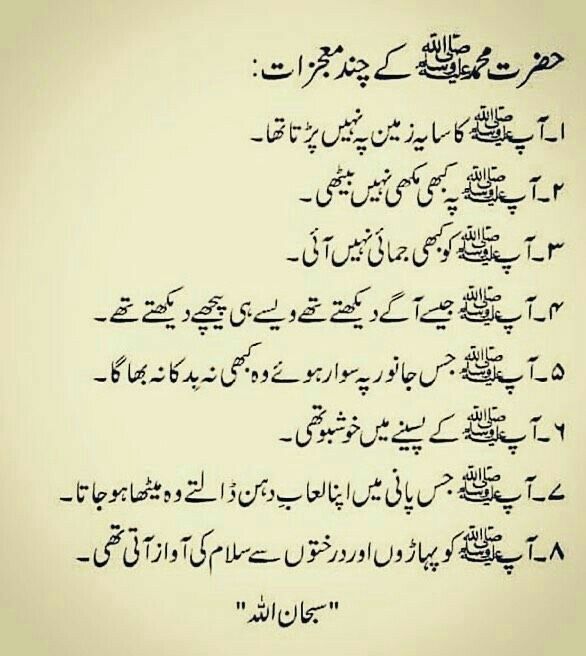 حضرت محمد ﷺ کے چند معجزات:
۱۔آپ ﷺ کا سایہ زمین پہ نہیں پڑتا تھا۔
۲۔آپ ﷺ پہ کبھی مکھی نہیں بیٹھی۔
۳۔آپ ﷺ کو کبھی جمائی نہیں آئی۔
۴۔آپ ﷺ جیسے آگے دیکھتے تھے ویسے ہی پیچھے دیکھتے تھے۔
۵۔آپ ﷺ جس جانور پہ سوار ہوئے وہ کبھی نہ بِدکا نہ بھاگا۔
۶۔آپ ﷺ کے پسینے میں خوشبو تھی۔
۷۔آپ ﷺ جس پانی میں اپنا لعابِ دہن ڈالتے وہ میٹھا ہو جاتا۔
۸۔آپ ﷺ کو پہاڑوں اور درختوں سے سلام کی آواز آتی تھی۔
"سبحان اللہ"